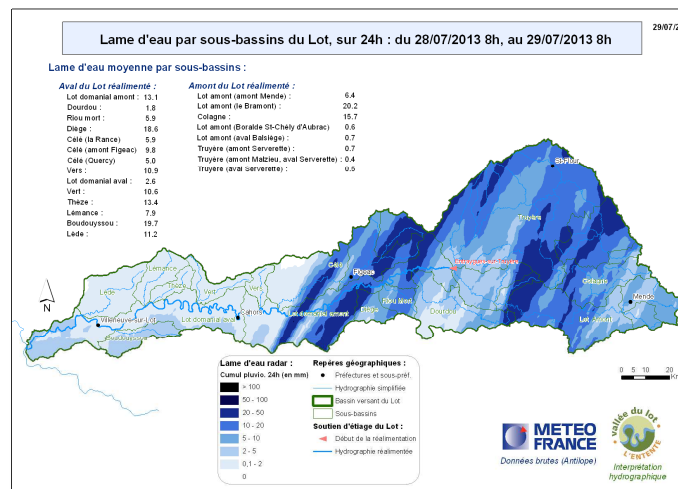 29/07/2
Lame d'eau par sous-bassins du Lot, sur 24h : du 28/07/2013 8h, au 29/07/2013 8h
Lame d'eau moyenne par sous-bassins :
Aval du Lot réalimenté :
Lot domanial amont : 13.1
Dourdou : 1.8
Riou mort : 5.9
Diège : 18.6
Célé (la Rance) 5.9
Célé (amont Figeac) : 9.8
Célé (Quercy) : 5.0
Vers : 10.9
Lot domanial aval : 2.6
Vert : 10.6
Thèze : 13.4
Lémance : 7.9
Boudouyssou : 19.7
Lède : 11.2
Amont du Lot réalimenté :
Lot amont (amont Mende) : 6.4
Lot amont (le Bramont) : 20.2
Colagne : 15.7
Lot amont (Boralde St-Chély d'Aubrac) 0.6
Lot amont (aval Balsiège) : 0.7
Truyère (amont Serverette) : 0.7
Truyère (amont Malzieu, aval Serverette) : 0.4
Truyère (aval Serverette) :
St-Flour
Truyère
Célé
Lémance
Figeac
Thèze
Vert
Vers
Lède
Riou Mort
Mende
Lot domanial amont
Diège
Cahors
Dourdou
Villeneuve-sur-Lot
Lot domanial aval
Lot Amont
Boudouyssou
N
0 5 10 20
Lame d'eau radar :
Cumul pluvio. 24h (en mm)
> 100
50 - 100
20 - 50
10 - 20
5 - 10
2 - 5
0,1 - 2
0
Repères géographiques :
Préfectures et sous-préf.
Hydrographie simplifiée
Bassin versant du Lot
Sous-bassins
Soutien d'étiage du Lot :
Début de la réalimentation
Hydrographie réalimentée
METEO
FRANCE
Données brutes (Antilope)
vallée du lot
L'ENTENTE
Interprétation
hydrographique